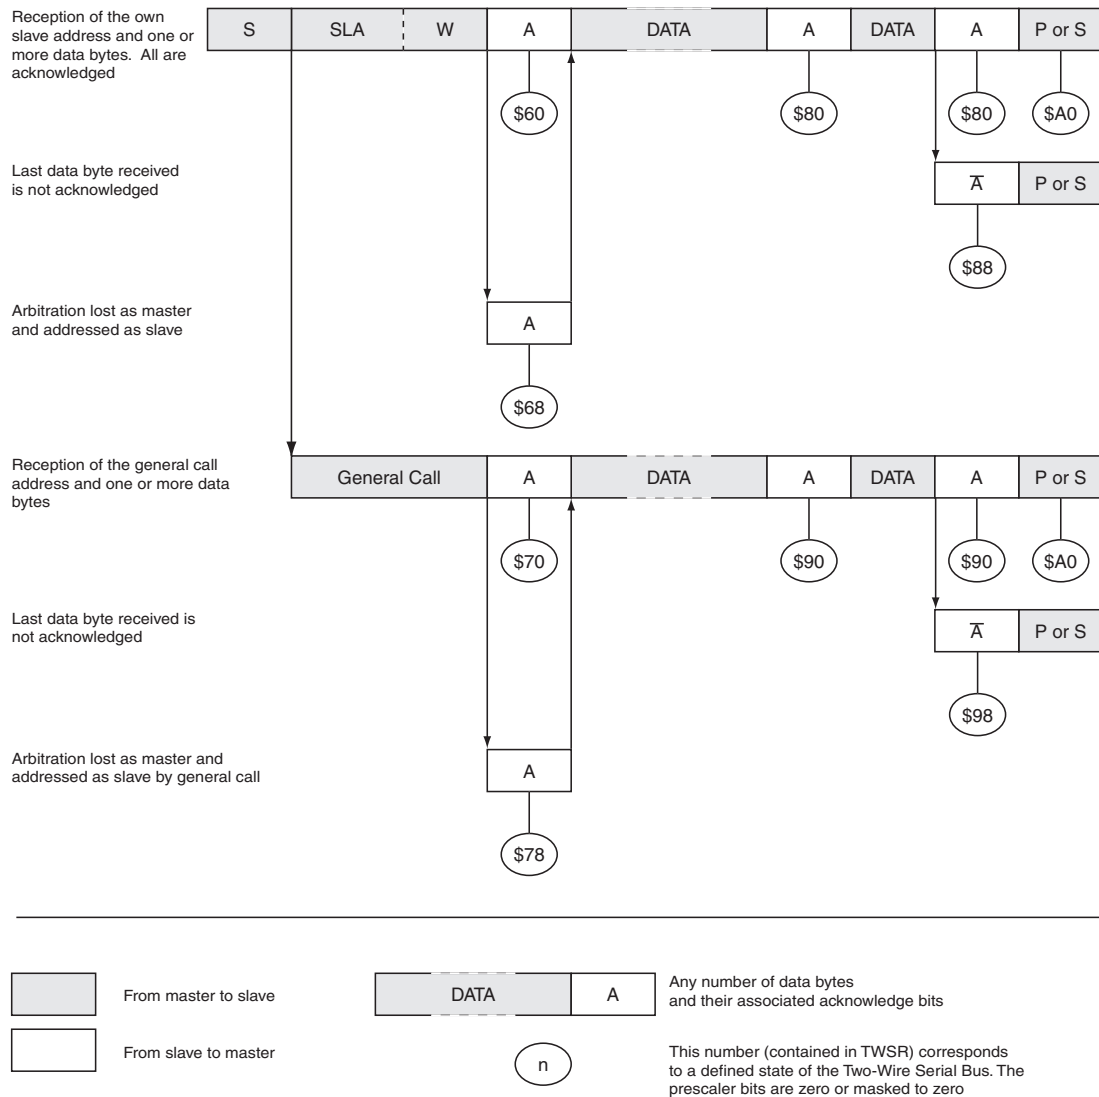 Reception of the own
slave address and one or
more data bytes. All are
acknowledged
S SLA W A DATA A DATA A P or S
$60 $80 $80 $A0
Last data byte received
is not acknowledged
A̅ P or S
$88
Arbitration lost as master
and addressed as slave
A
$68
Reception of the general call
address and one or more data
bytes
General Call A DATA A DATA A P or S
$70 $90 $90 $A0
Last data byte received is
not acknowledged
A̅ P or S
$98
Arbitration lost as master and
addressed as slave by general call
A
$78
From master to slave
DATA A
Any number of data bytes
and their associated acknowledge bits
From slave to master
n
This number (contained in TWSR) corresponds
to a defined state of the Two-Wire Serial Bus. The
prescaler bits are zero or masked to zero